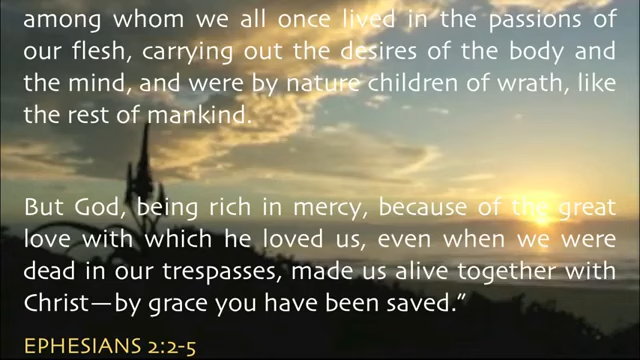 among whom we all once lived in the passions of
our flesh, carrying out the desires of the body and
the mind, and were by nature children of wrath, like
the rest of mankind.
But God, being rich in mercy, because of the great
love with which he loved us, even when we were
dead in our trespasses, made us alive together with
Christ—by grace you have been saved.”
EPHESIANS 2:2-5